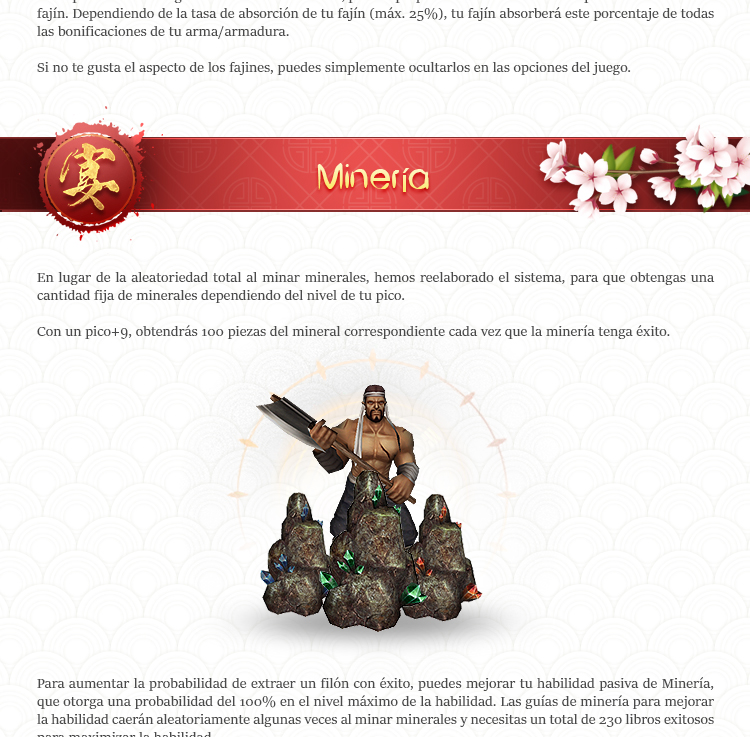 fajín. Dependiendo de la tasa de absorción de tu fajín (máx. 25%), tu fajín absorberá este porcentaje de todas
las bonificaciones de tu arma/armadura.
Si no te gusta el aspecto de los fajines, puedes simplemente ocultarlos en las opciones del juego.
宴
Minería
En lugar de la aleatoriedad total al minar minerales, hemos reelaborado el sistema, para que obtengas una
cantidad fija de minerales dependiendo del nivel de tu pico.
Con un pico+9, obtendrás 100 piezas del mineral correspondiente cada vez que la minería tenga éxito.
Para aumentar la probabilidad de extraer un filón con éxito, puedes mejorar tu habilidad pasiva de Minería,
que otorga una probabilidad del 100% en el nivel máximo de la habilidad. Las guías de minería para mejorar
la habilidad caerán aleatoriamente algunas veces al minar minerales y necesitas un total de 230 libros exitosos
para maximizar la habilidad.